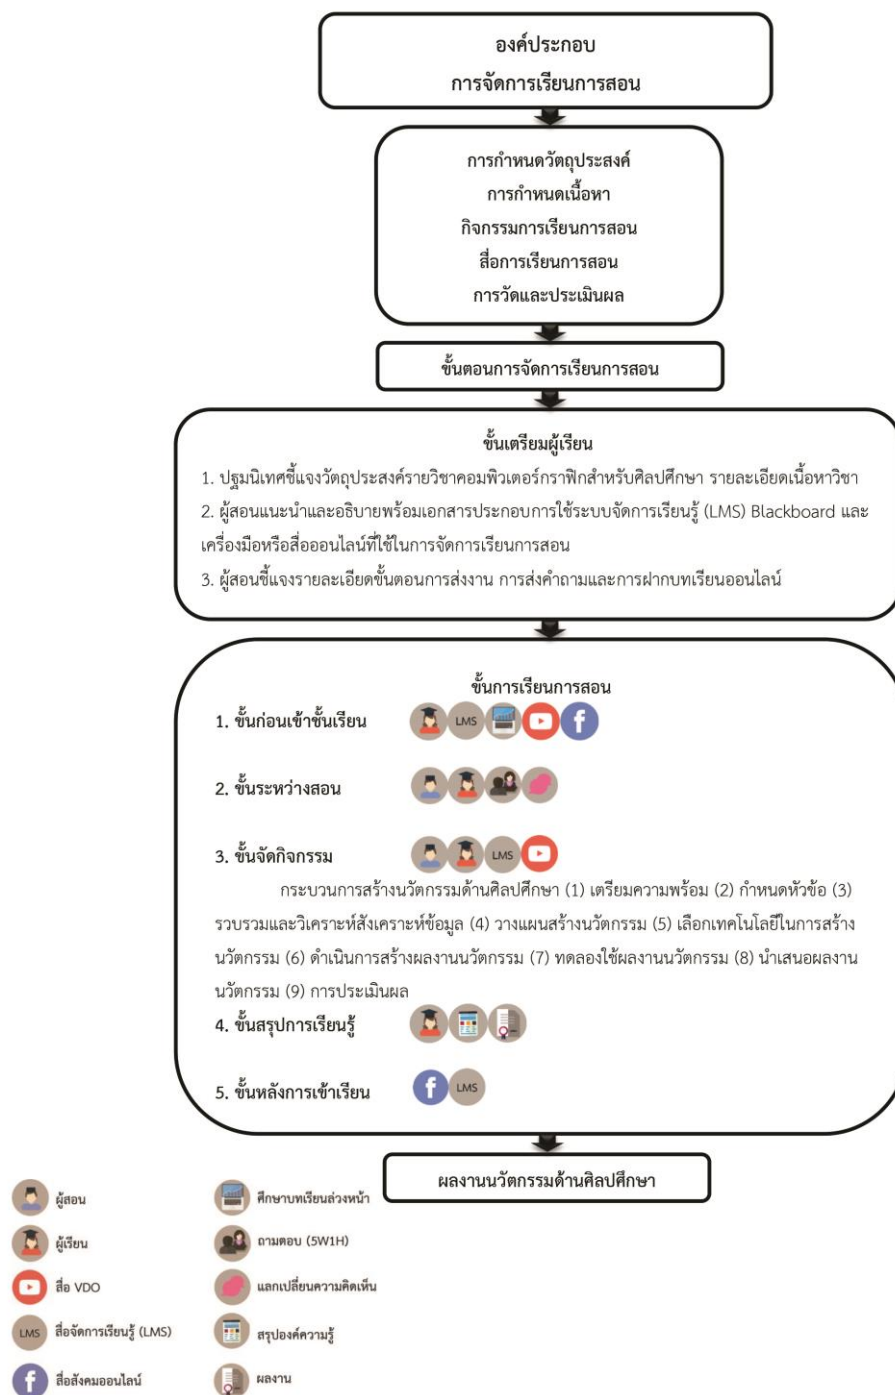 องค์ประกอบ
การจัดการเรียนการสอน
การกำหนดวัตถุประสงค์
การกำหนดเนื้อหา
กิจกรรมการเรียนการสอน
สื่อการเรียนการสอน
การวัดและประเมินผล
ขั้นตอนการจัดการเรียนการสอน
ขั้นเตรียมผู้เรียน
1. ปฐมนิเทศชี้แจงวัตถุประสงค์รายวิชาคอมพิวเตอร์กราฟิกสำหรับศิลปศึกษา รายละเอียดเนื้อหาวิชา
2. ผู้สอนแนะนำและอธิบายพร้อมเอกสารประกอบการใช้ระบบจัดการเรียนรู้ (LMS) Blackboard และ
เครื่องมือหรือสื่อออนไลน์ที่ใช้ในการจัดการเรียนการสอน
3. ผู้สอนชี้แจงรายละเอียดขั้นตอนการส่งงาน การส่งคำถามและการฝากบทเรียนออนไลน์
ขั้นการเรียนการสอน
1. ขั้นก่อนเข้าชั้นเรียน LMS
2. ขั้นระหว่างสอน
3. ขั้นจัดกิจกรรม LMS
กระบวนการสร้างนวัตกรรมด้านศิลปศึกษา (1) เตรียมความพร้อม (2) กำหนดหัวข้อ (3)
รวบรวมและวิเคราะห์สังเคราะห์ข้อมูล (4) วางแผนสร้างนวัตกรรม (5) เลือกเทคโนโลยีในการสร้าง
นวัตกรรม (6) ดำเนินการสร้างผลงานนวัตกรรม (7) ทดลองใช้ผลงานนวัตกรรม (8) นำเสนอผลงาน
นวัตกรรม (9) การประเมินผล
4. ขั้นสรุปการเรียนรู้
5. ขั้นหลังการเข้าเรียน f LMS
ผลงานนวัตกรรมด้านศิลปศึกษา
ผู้สอน
ผู้เรียน
สื่อ VDO
LMS สื่อจัดการเรียนรู้ (LMS)
f สื่อสังคมออนไลน์
ศึกษาบทเรียนล่วงหน้า
ถามตอบ (5W1H)
แลกเปลี่ยนความคิดเห็น
สรุปองค์ความรู้
ผลงาน